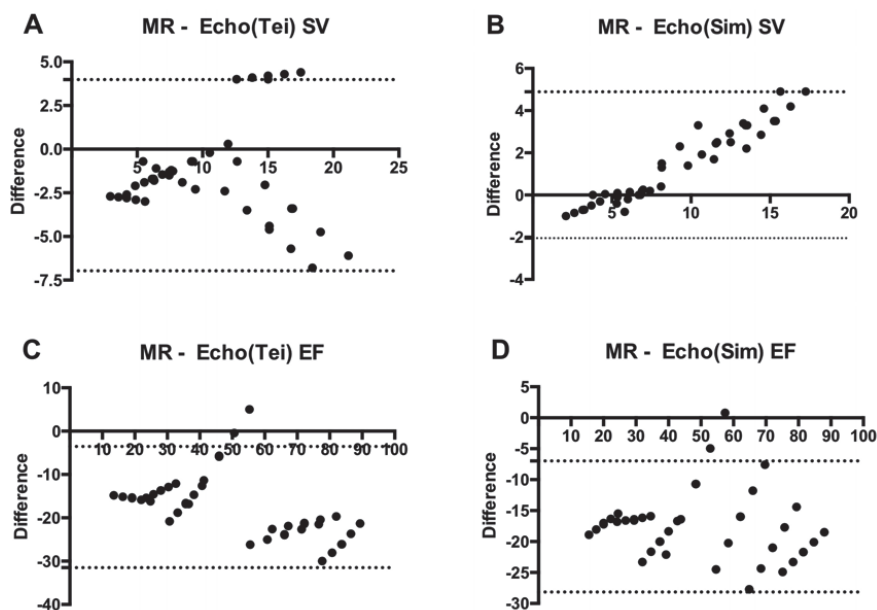 A
MR - Echo(Tei) SV
Difference
5.0
2.5
0.0
-2.5
-5.0
-7.5
5 10 15 20 25
B
MR - Echo(Sim) SV
Difference
6
4
2
0
-2
-4
5 10 15 20
C
MR - Echo(Tei) EF
Difference
10
0
-10
-20
-30
-40
10 20 30 40 50 60 70 80 90 100
D
MR - Echo(Sim) EF
Difference
5
0
-5
-10
-15
-20
-25
-30
10 20 30 40 50 60 70 80 90 100